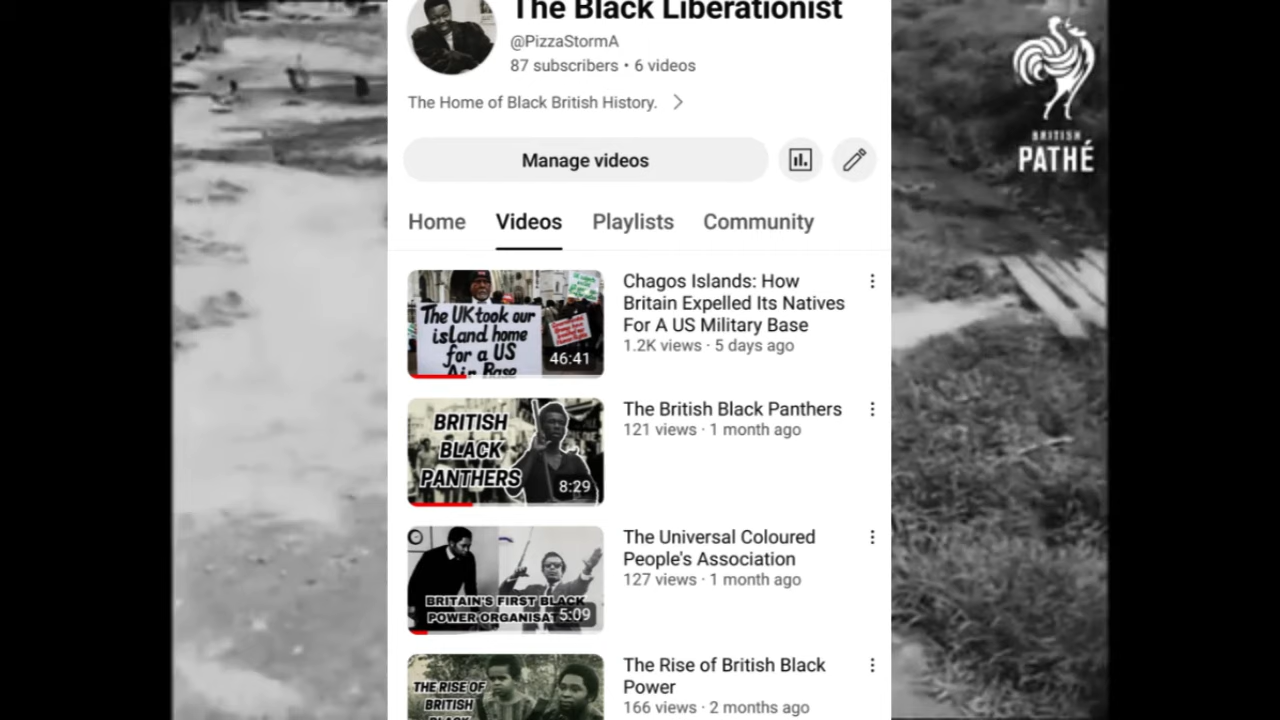 The Black Liberationist
@PizzaStormA
87 subscribers • 6 videos
The Home of Black British History.
BRITISH
PATHÉ
Manage videos
Home Videos Playlists Community
The UK took our
island home
for a US
Air Base
46:41
Chagos Islands: How
Britain Expelled Its Natives
For A US Military Base
1.2K views · 5 days ago
BRITISH
BLACK
PANTHERS
8:29
The British Black Panthers
121 views · 1 month ago
BRITAIN'S FIRST BLACK
POWER ORGANISAT
5:09
The Universal Coloured
People's Association
127 views · 1 month ago
THE RISE OF
BRITISH
BLACK
The Rise of British Black
Power
166 views · 2 months ago